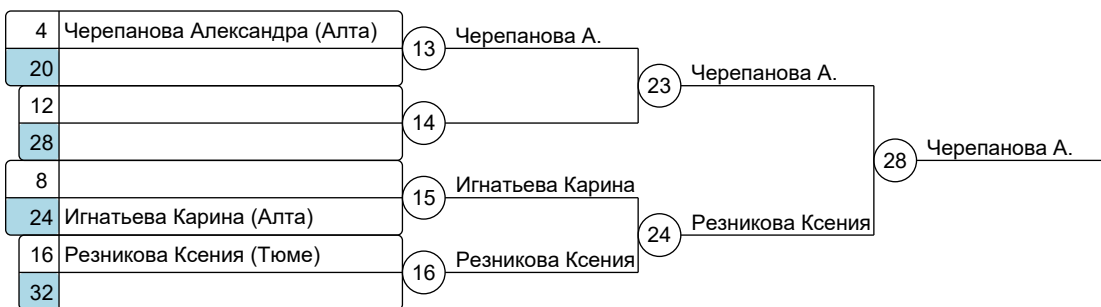 4 Черепанова Александра (Алта)
20
12
28
8
24 Игнатьева Карина (Алта)
16 Резникова Ксения (Тюме)
32
13
14
15
16
Черепанова А.
Игнатьева Карина
Резникова Ксения
23
24
Черепанова А.
Резникова Ксения
28
Черепанова А.